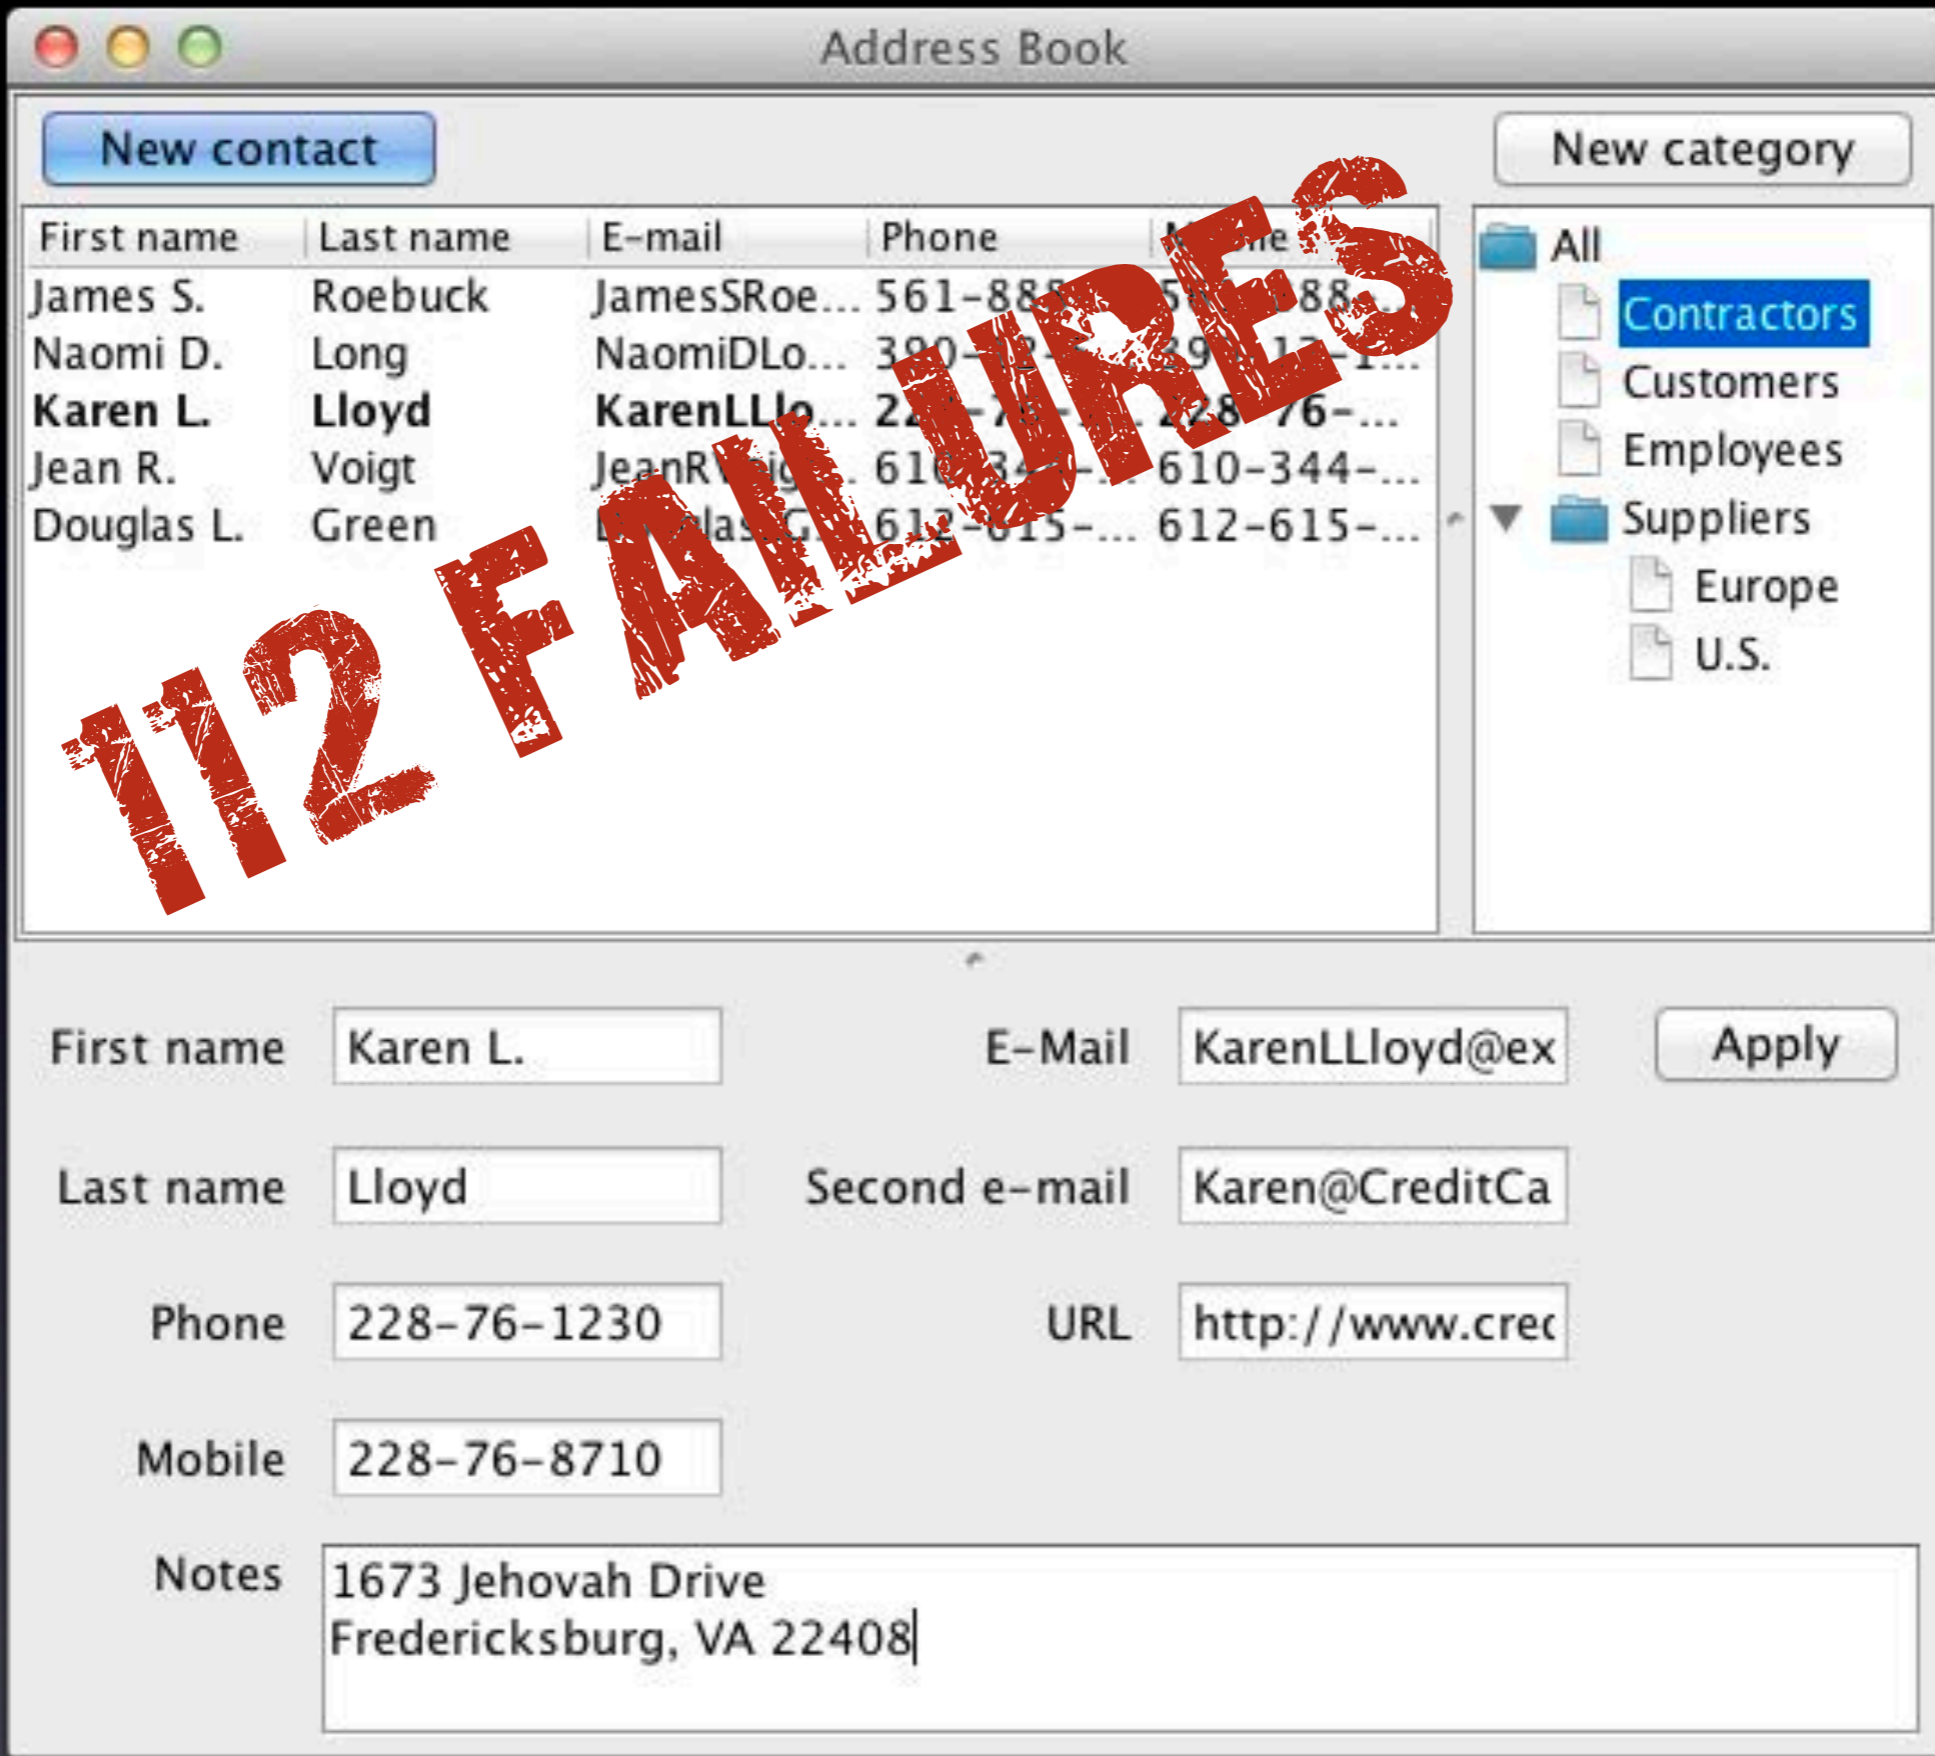 Address Book
New contact
New category
First name Last name E-mail Phone
James S. Roebuck JamesSRoe...
Naomi D. Long NaomiDLo...
Karen L. Lloyd KarenLLlo...
Jean R. Voigt 610-344-...
Douglas L. Green 612-615-... 612-615-...
112 FAILURES
All
Contractors
Customers
Employees
Suppliers
Europe
U.S.
First name Karen L. E-Mail KarenLLloyd@ex Apply
Last name Lloyd Second e-mail Karen@CreditCa
Phone 228-76-1230 URL http://www.crec
Mobile 228-76-8710
Notes 1673 Jehovah Drive
Fredericksburg, VA 22408